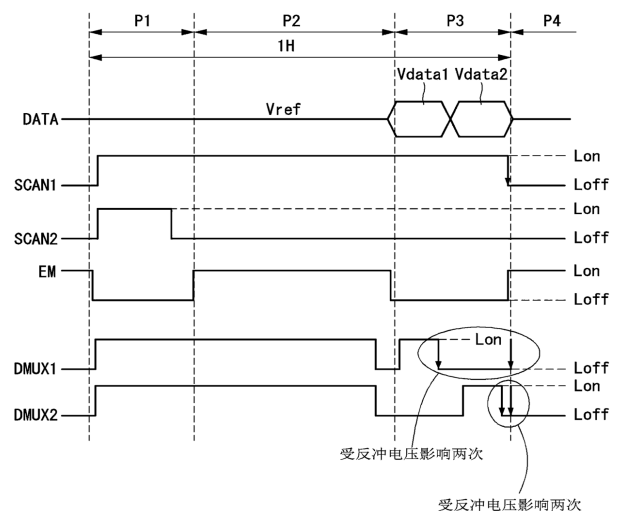 P1 P2 P3 P4
1H
Vdata1 Vdata2
DATA Vref
SCAN1 Lon
Loff
SCAN2 Lon
Loff
EM Lon
Loff
DMUX1 Lon
Loff
DMUX2 Lon
Loff
受反冲电压影响两次
受反冲电压影响两次